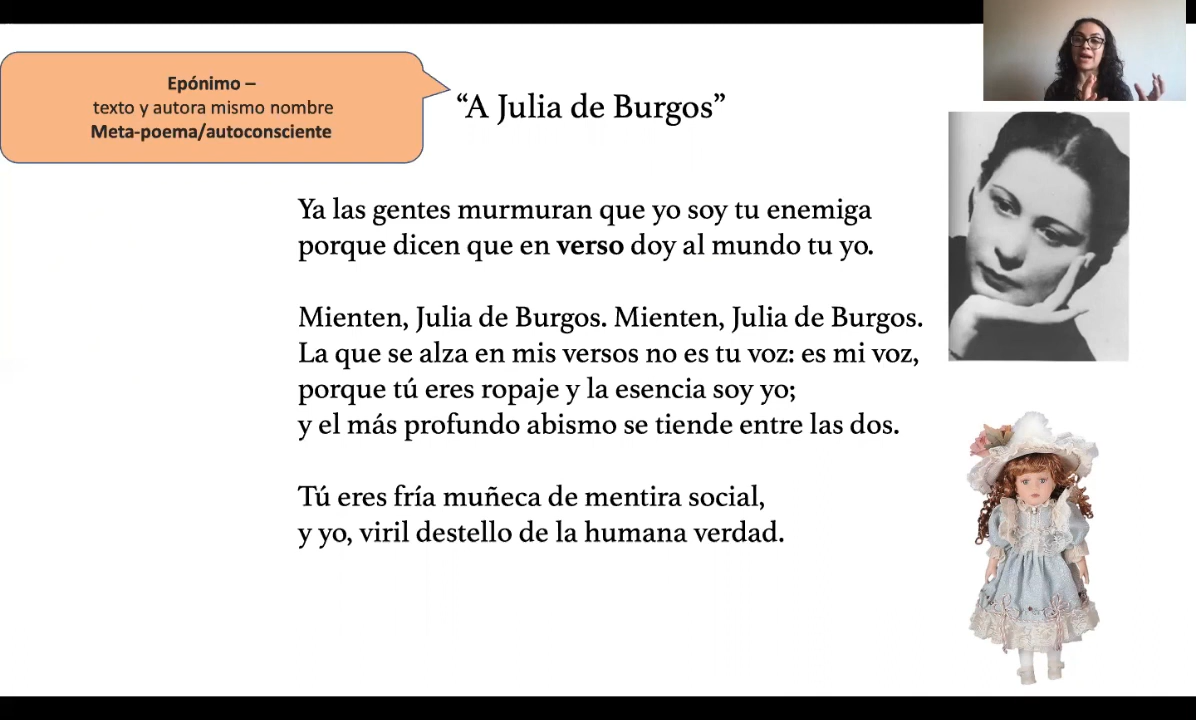 Epónimo –
texto y autora mismo nombre
Meta-poema/autoconsciente
“A Julia de Burgos”
Ya las gentes murmuran que yo soy tu enemiga
porque dicen que en verso doy al mundo tu yo.
Mienten, Julia de Burgos. Mienten, Julia de Burgos.
La que se alza en mis versos no es tu voz: es mi voz,
porque tú eres ropaje y la esencia soy yo;
y el más profundo abismo se tiende entre las dos.
Tú eres fría muñeca de mentira social,
y yo, viril destello de la humana verdad.